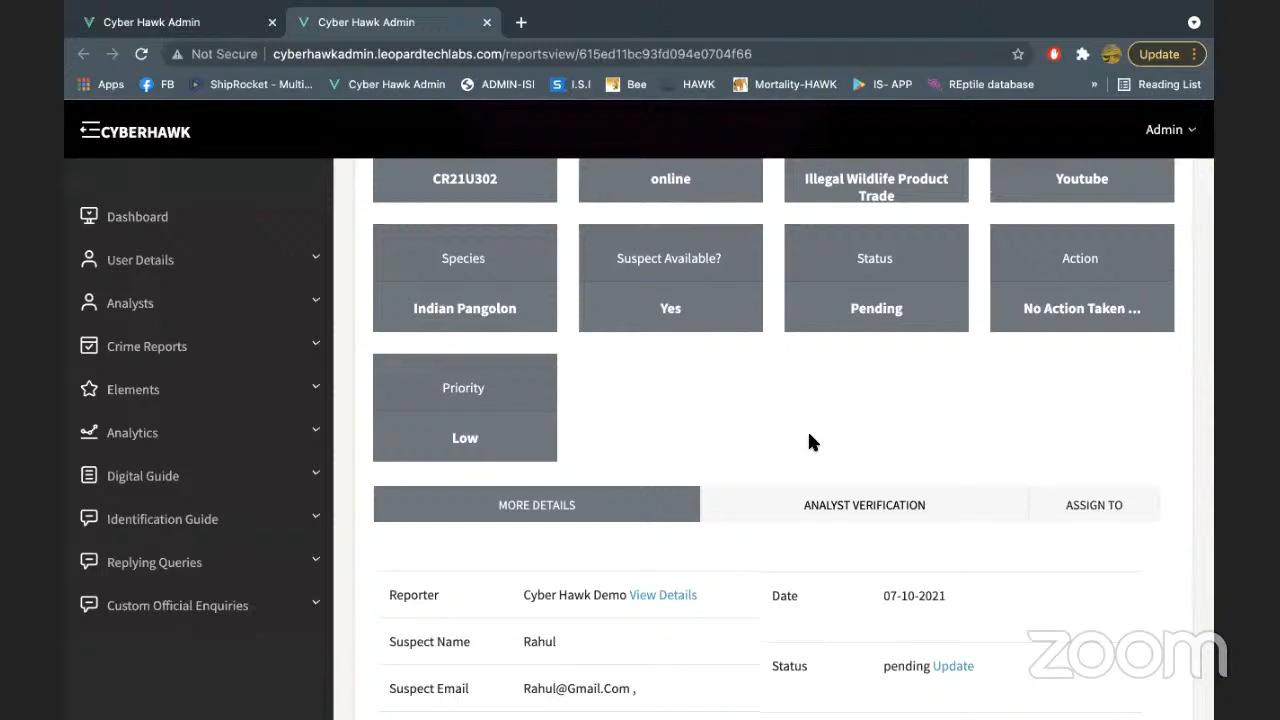 Cyber Hawk Admin
Cyber Hawk Admin
Not Secure
cyberhawkadmin.leopardtechlabs.com/reportsview/615ed11bc93fd094e0704f66
Update
Apps
FB
ShipRocket - Multi...
Cyber Hawk Admin
ADMIN-ISI
I.S.I
Bee
HAWK
Mortality-HAWK
IS- APP
REptile database
»
Reading List
CYBERHAWK
Admin
Dashboard
User Details
Analysts
Crime Reports
Elements
Analytics
Digital Guide
Identification Guide
Replying Queries
Custom Official Enquiries
CR21U302
online
Illegal Wildlife Product
Trade
Youtube
Species
Indian Pangolon
Suspect Available?
Yes
Status
Pending
Action
No Action Taken ...
Priority
Low
MORE DETAILS
ANALYST VERIFICATION
ASSIGN TO
Reporter
Cyber Hawk Demo View Details
Date
07-10-2021
Suspect Name
Rahul
Status
pending Update
Suspect Email
Rahul@Gmail.Com ,
zoom